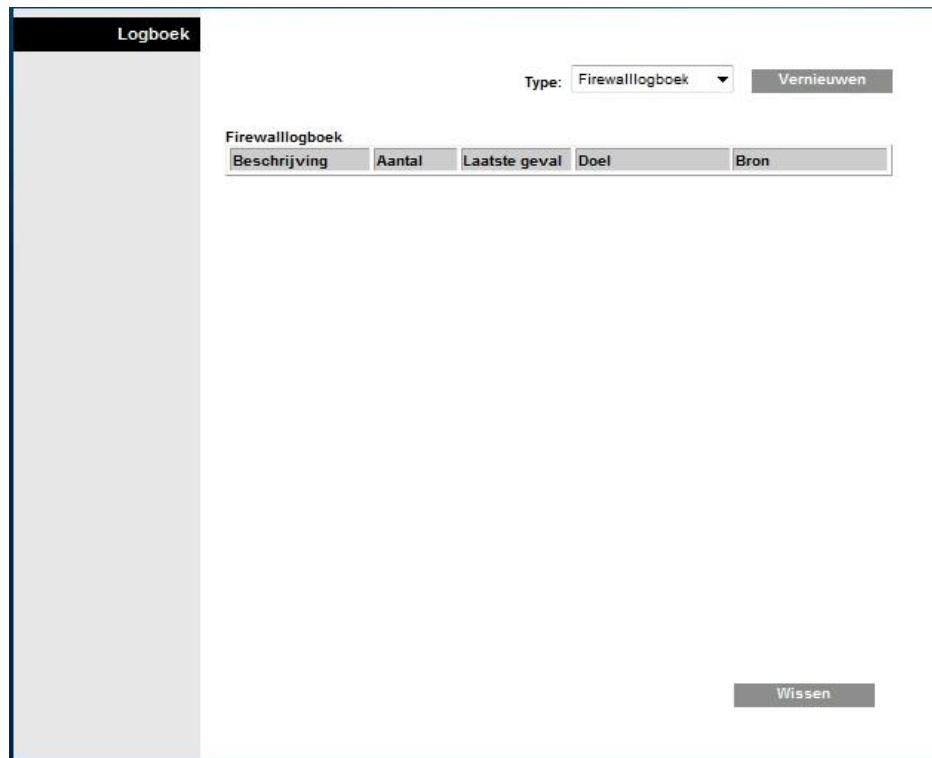 Logboek
Type: Firewalllogboek Vernieuwen
Firewalllogboek
Beschrijving Aantal Laatste geval Doel Bron
Wissen